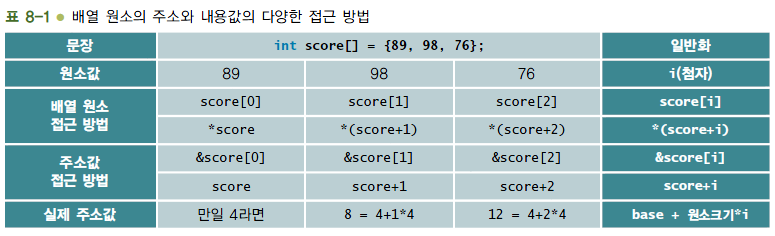 표 8-1 ● 배열 원소의 주소와 내용값의 다양한 접근 방법
문장 int score[] = {89, 98, 76}; 일반화
원소값 89 98 76 i(첨자)
배열 원소 접근 방법 score[0] score[1] score[2] score[i]
*score *(score+1) *(score+2) *(score+i)
주소값 접근 방법 &score[0] &score[1] &score[2] &score[i]
score score+1 score+2 score+i
실제 주소값 만일 4라면 8 = 4+1*4 12 = 4+2*4 base + 원소크기*i